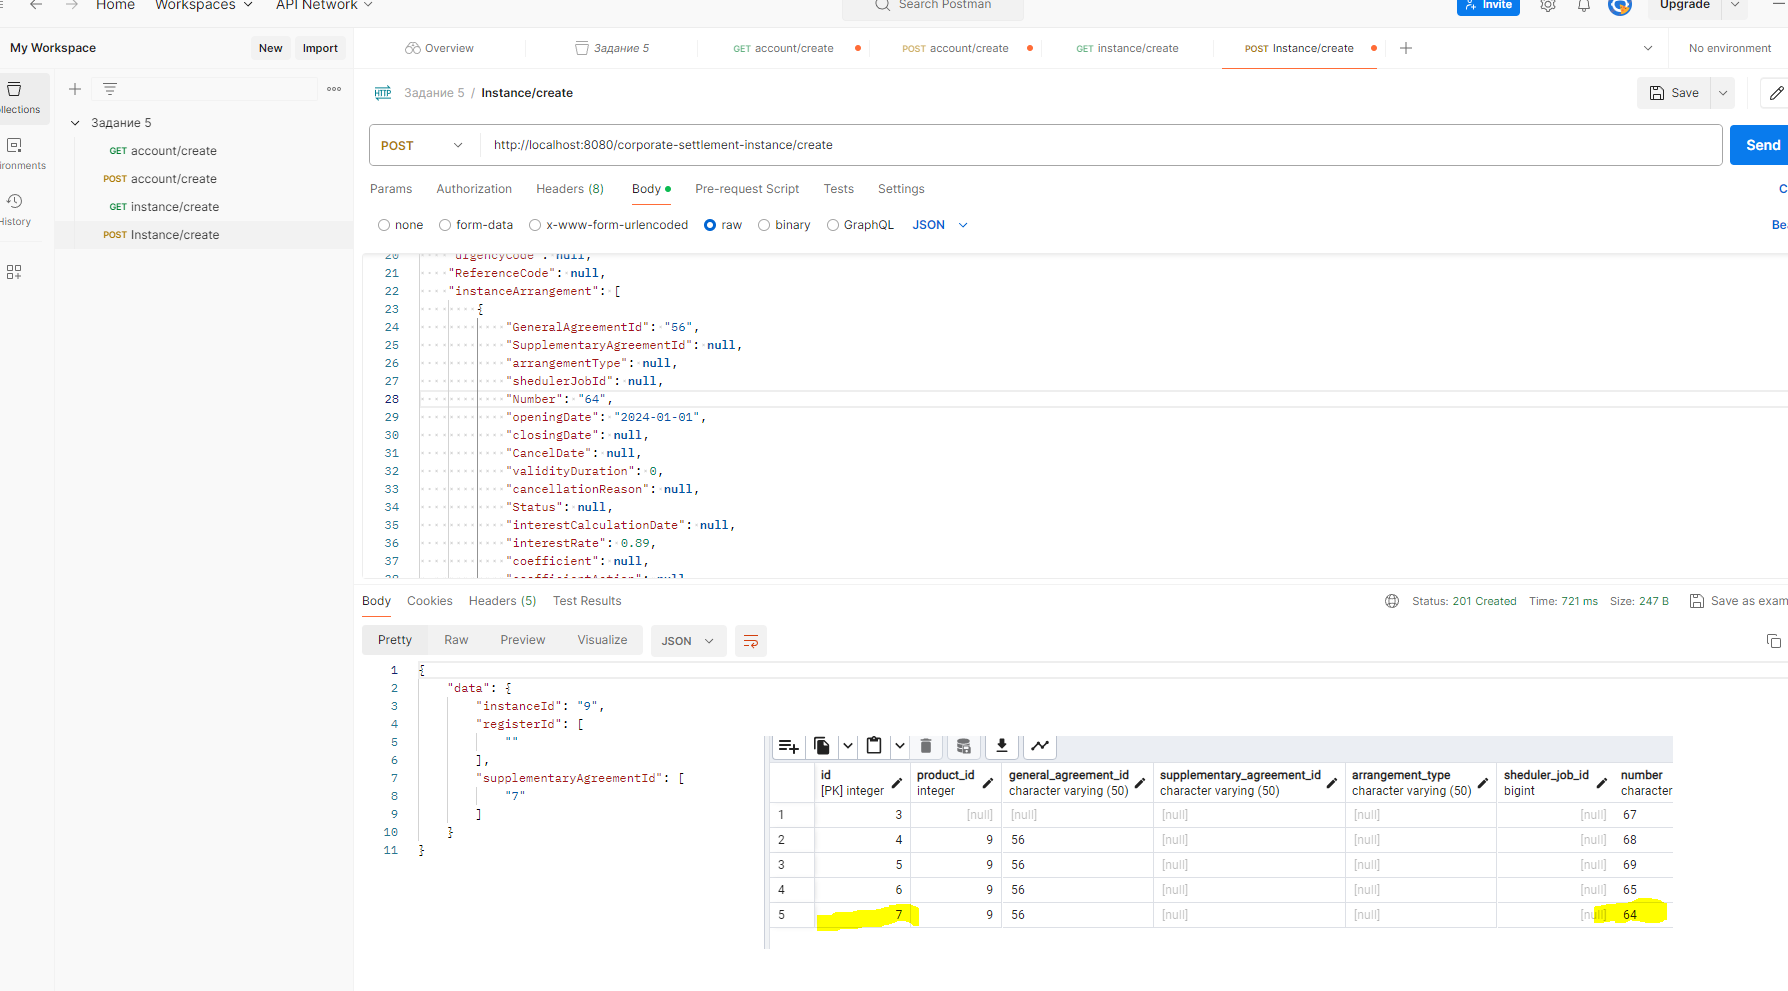 Home Workspaces API Network Search Postman Invite Upgrade
My Workspace New Import Overview Задание 5 GET account/create POST account/create GET instance/create POST Instance/create No environment
Задание 5 / Instance/create Save
llections
Задание 5
GET account/create
POST account/create
GET instance/create
POST Instance/create
ironments
History
POST http://localhost:8080/corporate-settlement-instance/create Send
Params Authorization Headers (8) Body Pre-request Script Tests Settings
none form-data x-www-form-urlencoded raw binary GraphQL JSON Bea
20 "urgencyCode": null,
21 "ReferenceCode": null,
22 "instanceArrangement": [
23 {
24 "GeneralAgreementId": "56",
25 "SupplementaryAgreementId": null,
26 "arrangementType": null,
27 "shedulerJobId": null,
28 "Number": "64",
29 "openingDate": "2024-01-01",
30 "closingDate": null,
31 "CancelDate": null,
32 "validityDuration": 0,
33 "cancellationReason": null,
34 "Status": null,
35 "interestCalculationDate": null,
36 "interestRate": 0.89,
37 "coefficient": null,
38 "coefficientAction": null
Body Cookies Headers (5) Test Results Status: 201 Created Time: 721 ms Size: 247 B Save as exam
Pretty Raw Preview Visualize JSON
1 {
2 "data": {
3 "instanceId": "9",
4 "registerId": [
5 ""
6 ],
7 "supplementaryAgreementId": [
8 "7"
9 ]
10 }
11 }
id product_id general_agreement_id supplementary_agreement_id arrangement_type sheduler_job_id number
[PK] integer integer character varying (50) character varying (50) character varying (50) bigint character
1 3 [null] [null] [null] [null] [null] 67
2 4 9 56 [null] [null] [null] 68
3 5 9 56 [null] [null] [null] 69
4 6 9 56 [null] [null] [null] 65
5 7 9 56 [null] [null] [null] 64